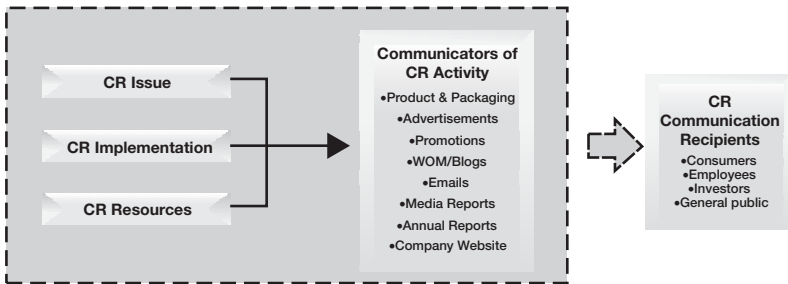 CR Issue
CR Implementation
CR Resources
Communicators of
CR Activity
•Product & Packaging
•Advertisements
•Promotions
•WOM/Blogs
•Emails
•Media Reports
•Annual Reports
•Company Website
CR
Communication
Recipients
•Consumers
•Employees
•Investors
•General public